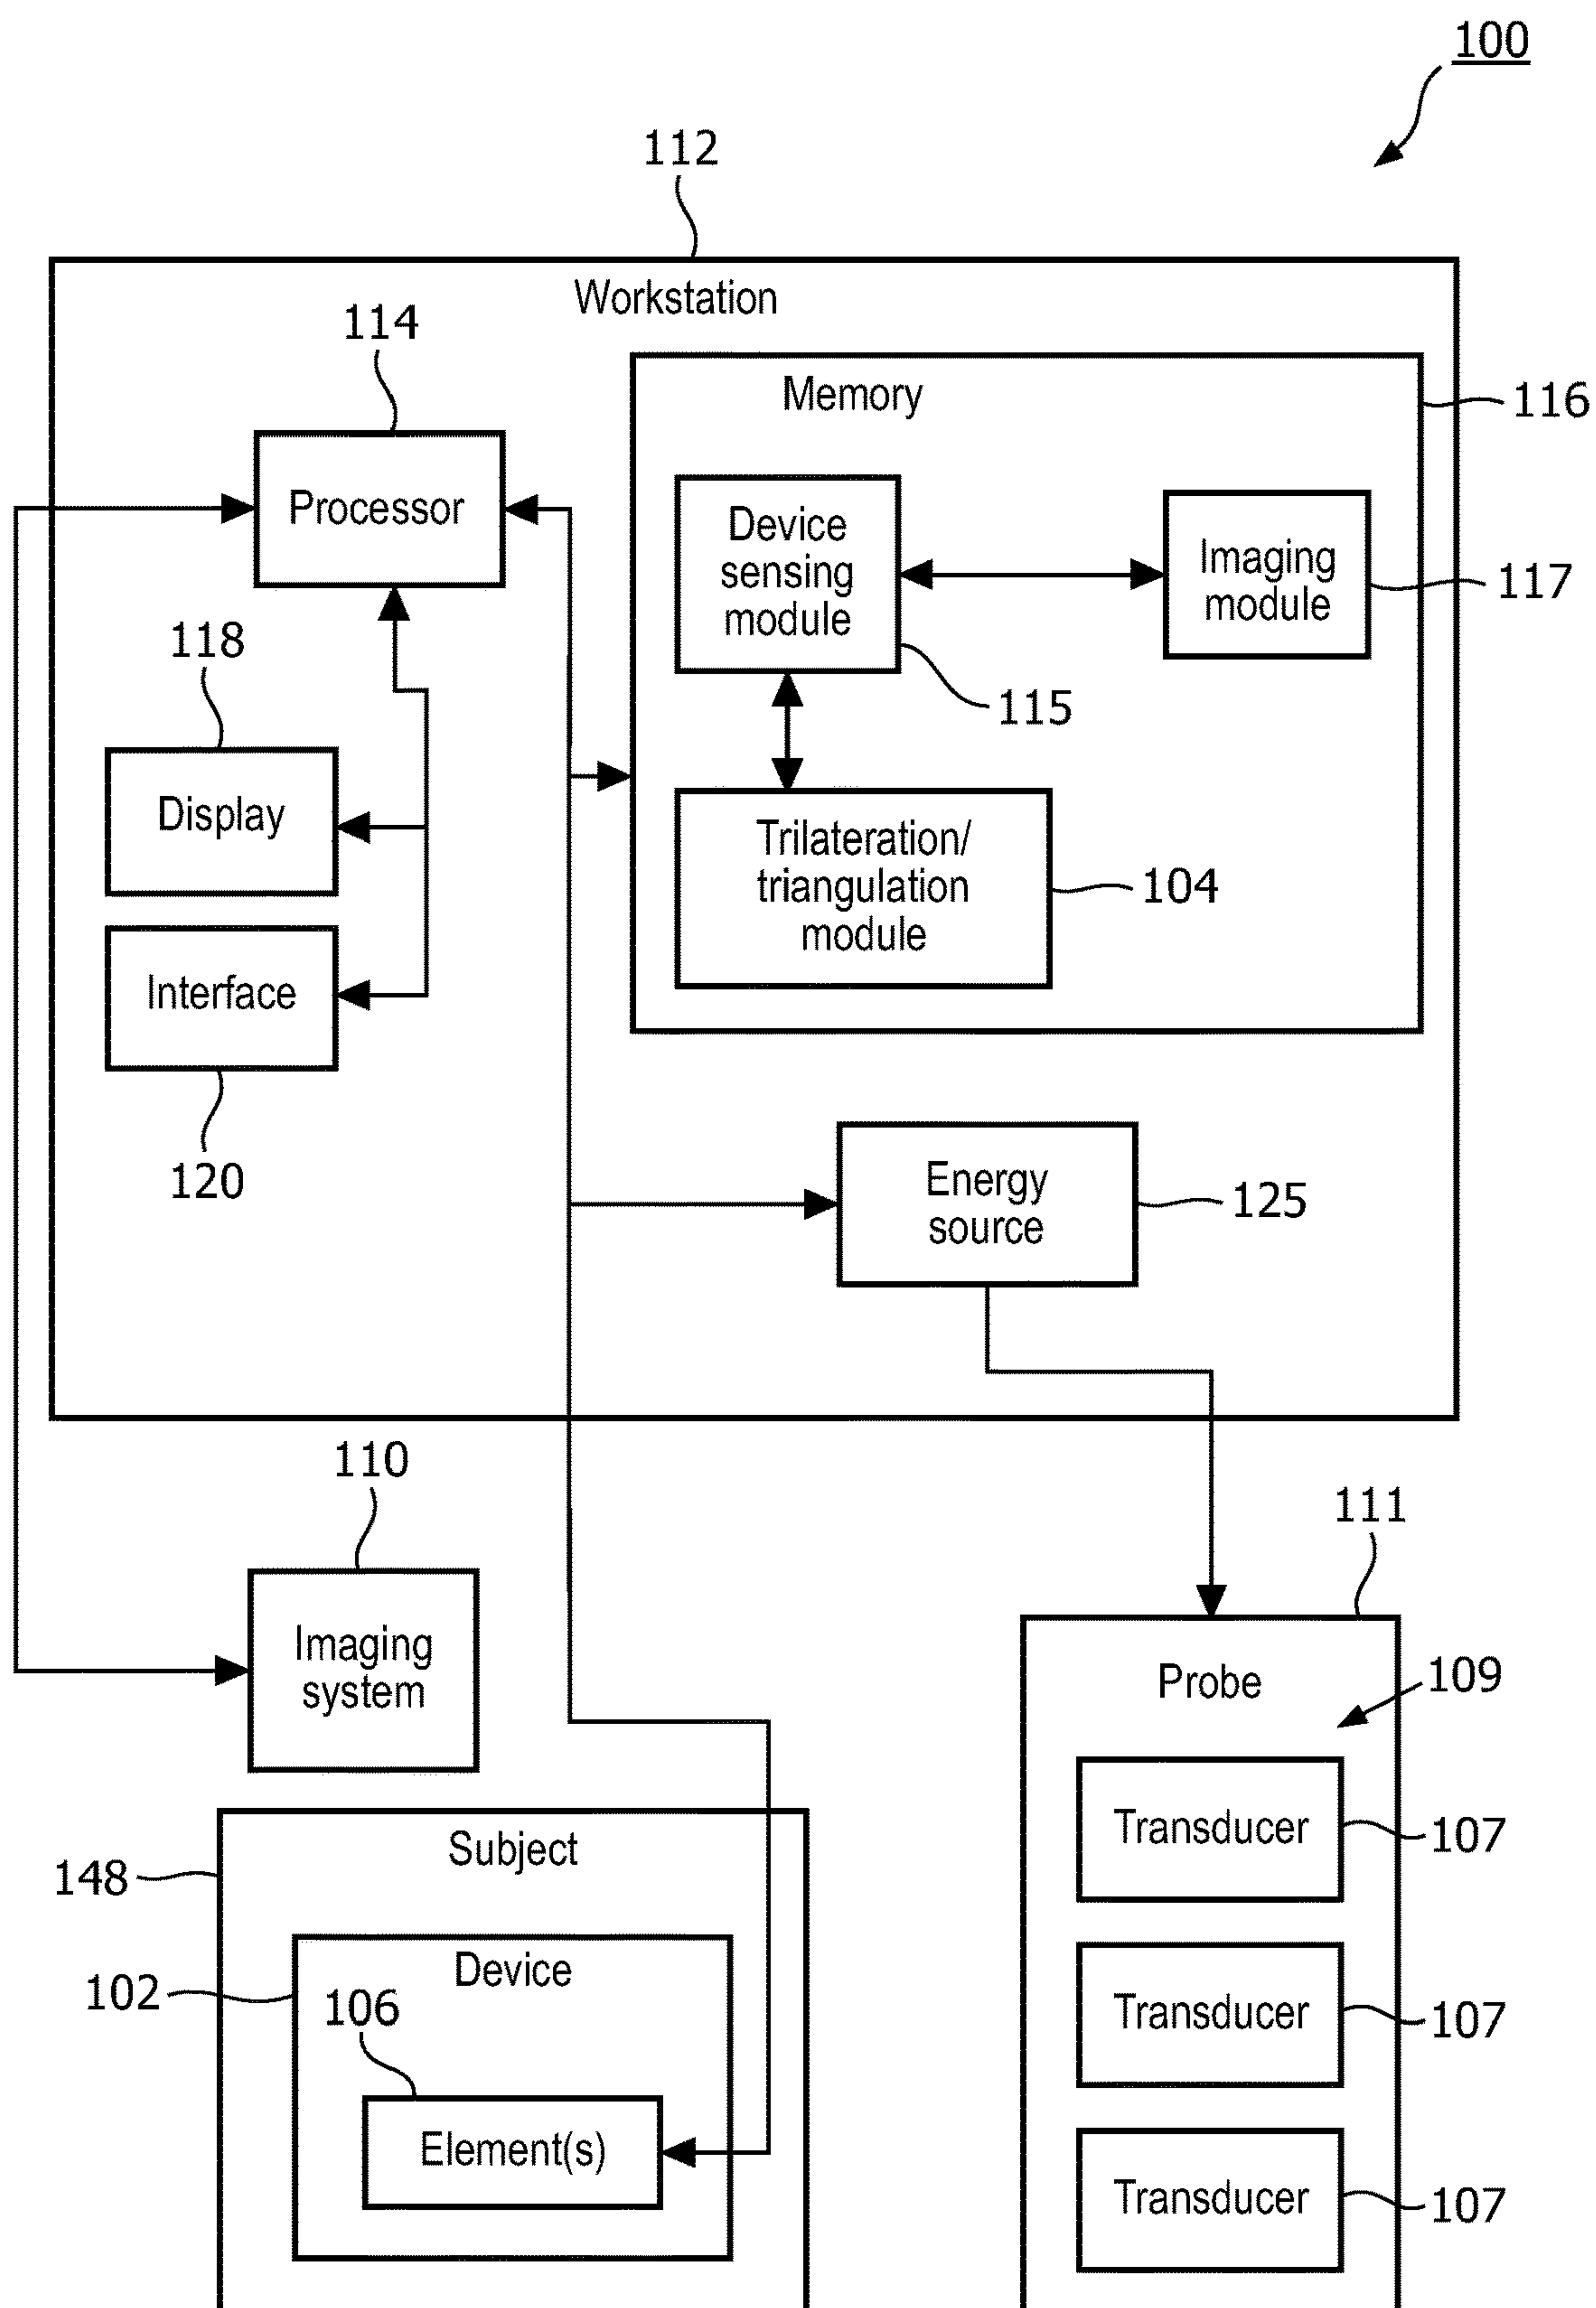 100
112
Workstation
114
Memory
116
Processor
Device
sensing
module
Imaging
module
117
118
115
Display
Trilateration/
triangulation
module
104
Interface
120
Energy
source
125
110
111
Imaging
system
Probe
109
Subject
148
Transducer
107
Device
102
106
Transducer
107
Element(s)
Transducer
107